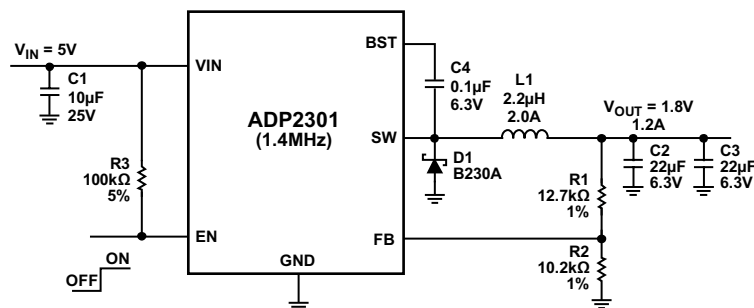 V_IN = 5V
C1
10µF
25V
R3
100kΩ
5%
ON
OFF
VIN
EN
ADP2301
(1.4MHz)
GND
BST
SW
FB
C4
0.1µF
6.3V
L1
2.2µH
2.0A
D1
B230A
V_OUT = 1.8V
1.2A
C2
22µF
6.3V
C3
22µF
6.3V
R1
12.7kΩ
1%
R2
10.2kΩ
1%